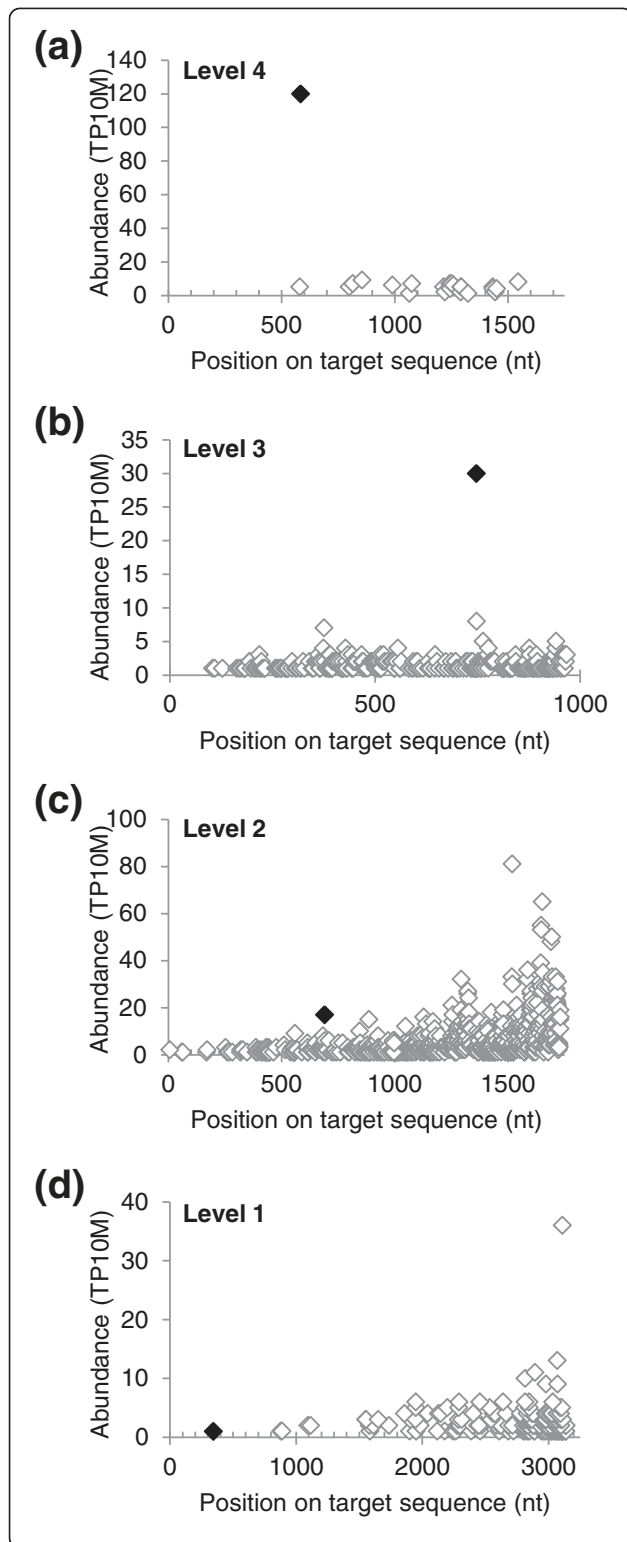 (a)
Level 4
Abundance (TP10M)
140
120
100
80
60
40
20
0
0 500 1000 1500
Position on target sequence (nt)
(b)
Level 3
Abundance (TP10M)
35
30
25
20
15
10
5
0
0 500 1000
Position on target sequence (nt)
(c)
Level 2
Abundance (TP10M)
100
80
60
40
20
0
0 500 1000 1500
Position on target sequence (nt)
(d)
Level 1
Abundance (TP10M)
40
30
20
10
0
0 1000 2000 3000
Position on target sequence (nt)